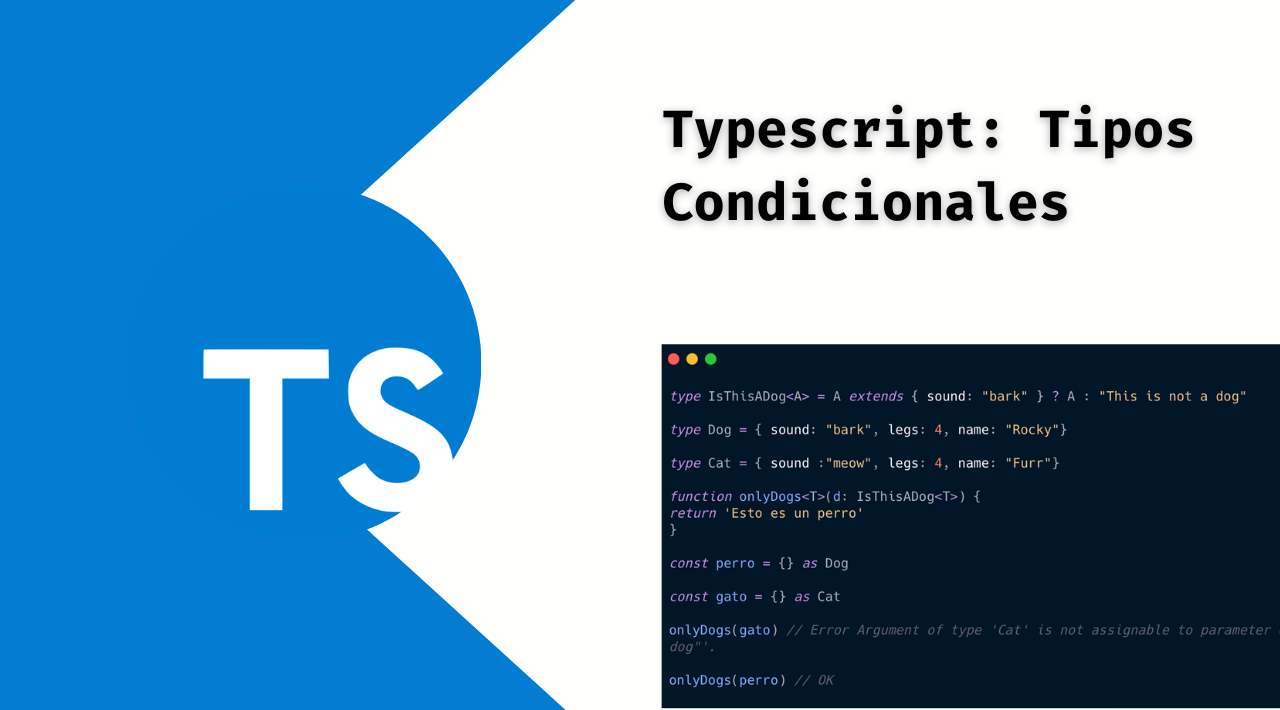 TS
Typescript: Tipos
Condicionales
type IsThisADog<A> = A extends { sound: "bark" } ? A : "This is not a dog"
type Dog = { sound: "bark", legs: 4, name: "Rocky"}
type Cat = { sound :"meow", legs: 4, name: "Furr"}
function onlyDogs<T>(d: IsThisADog<T>) {
return 'Esto es un perro'
}
const perro = {} as Dog
const gato = {} as Cat
onlyDogs(gato) // Error Argument of type 'Cat' is not assignable to parameter
dog"'.
onlyDogs(perro) // OK